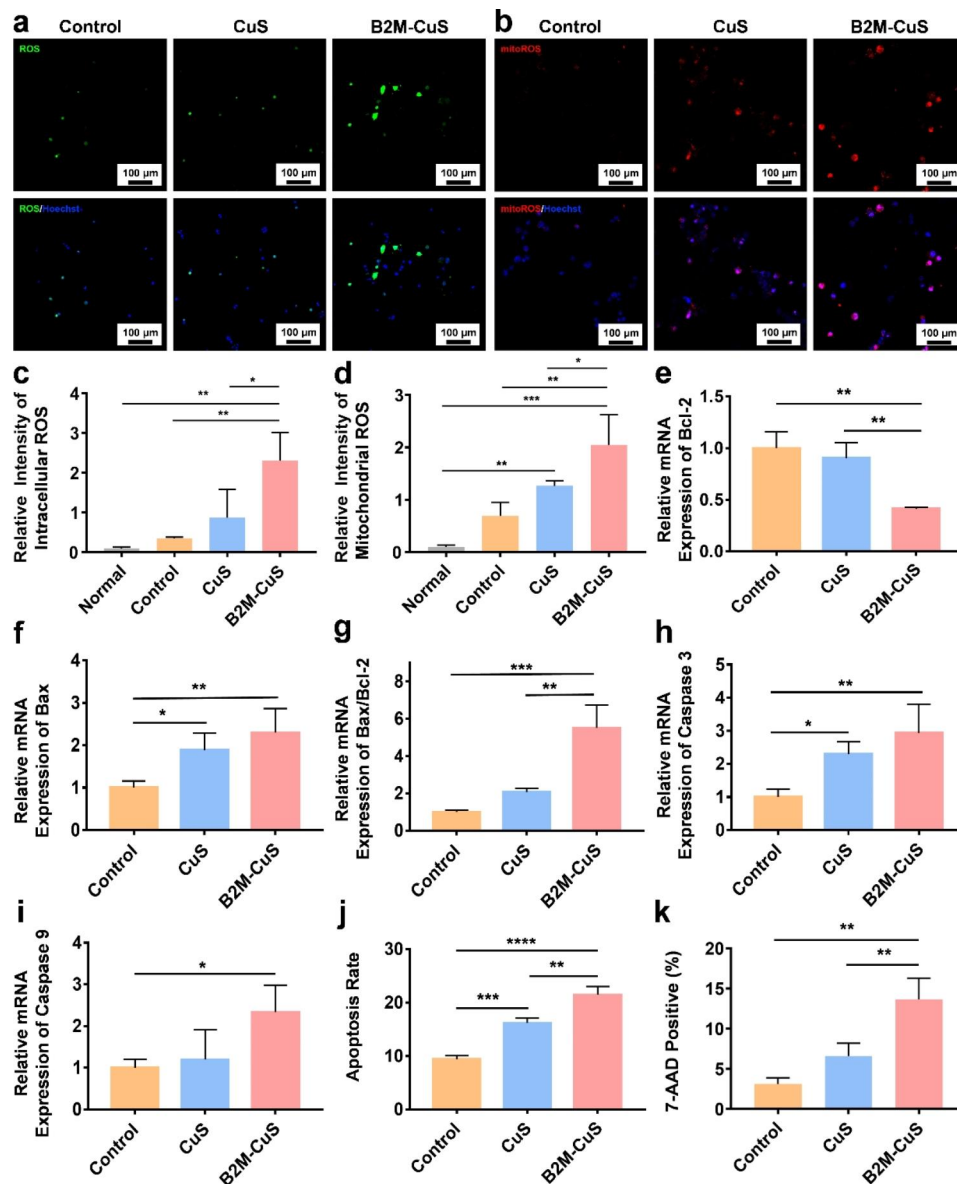 a Control CuS B2M-CuS b Control CuS B2M-CuS
ROS mitoROS
100 μm 100 μm 100 μm 100 μm 100 μm 100 μm
ROS/Hoechst mitoROS/Hoechst
100 μm 100 μm 100 μm 100 μm 100 μm 100 μm
c
Relative Intensity of
Intracellular ROS
4
3
2
1
0
*
**
**
Normal Control CuS B2M-CuS
d
Relative Intensity of
Mitochondrial ROS
3
2
1
0
*
**
***
**
Normal Control CuS B2M-CuS
e
Relative mRNA
Expression of Bcl-2
1.5
1.0
0.5
0.0
**
**
Control CuS B2M-CuS
f
Relative mRNA
Expression of Bax
4
3
2
1
0
**
*
Control CuS B2M-CuS
g
Relative mRNA
Expression of Bax/Bcl-2
8
6
4
2
0
***
**
Control CuS B2M-CuS
h
Relative mRNA
Expression of Caspase 3
5
4
3
2
1
0
**
*
Control CuS B2M-CuS
i
Relative mRNA
Expression of Caspase 9
4
3
2
1
0
*
Control CuS B2M-CuS
j
Apoptosis Rate
30
20
10
0
****
**
***
Control CuS B2M-CuS
k
7-AAD Positive (%)
20
15
10
5
0
**
**
Control CuS B2M-CuS